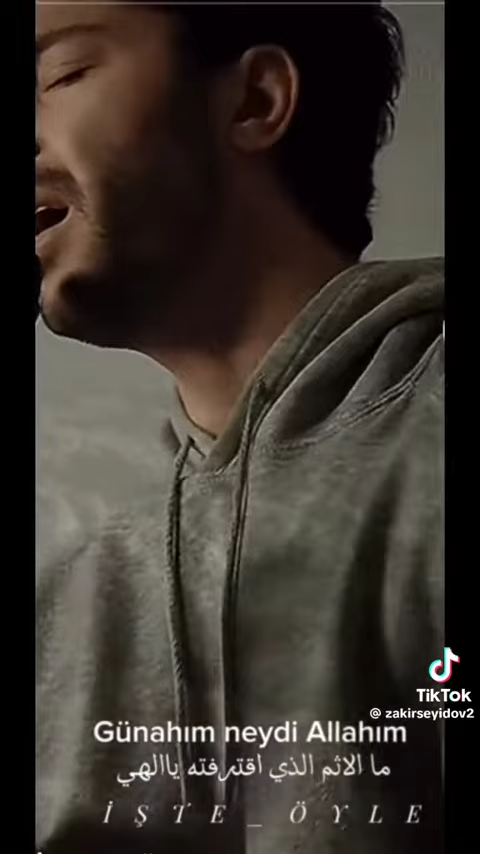 TikTok
@ zakirseyidov2
Günahım neydi Allahım
ما الاثم الذي اقترفته ياالهي
İŞTE_ÖYLE